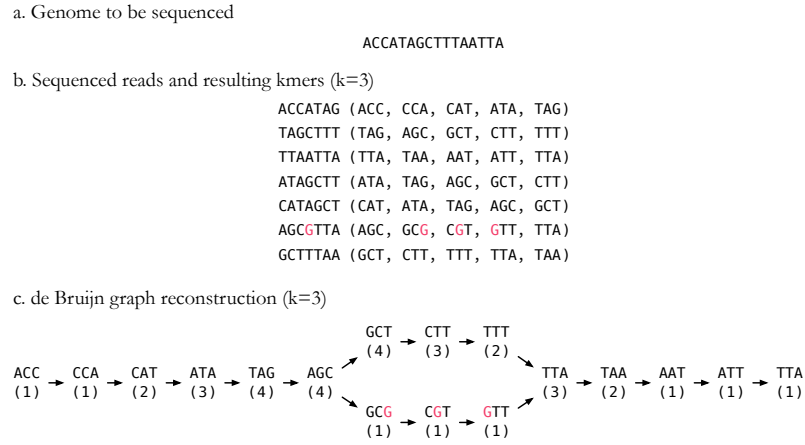 a. Genome to be sequenced
ACCATAGCTTTAATTA
b. Sequenced reads and resulting kmers (k=3)
ACCATAG (ACC, CCA, CAT, ATA, TAG)
TAGCTTT (TAG, AGC, GCT, CTT, TTT)
TTAATTA (TTA, TAA, AAT, ATT, TTA)
ATAGCTT (ATA, TAG, AGC, GCT, CTT)
CATAGCT (CAT, ATA, TAG, AGC, GCT)
AGCGTTA (AGC, GCG, CGT, GTT, TTA)
GCTTTAA (GCT, CTT, TTT, TTA, TAA)
c. de Bruijn graph reconstruction (k=3)
GCT → CTT → TTT
(4) (3) (2)
ACC → CCA → CAT → ATA → TAG → AGC TTA → TAA → AAT → ATT → TTA
(1) (1) (2) (3) (4) (4) (3) (2) (1) (1) (1)
GCG → CGT → GTT
(1) (1) (1)